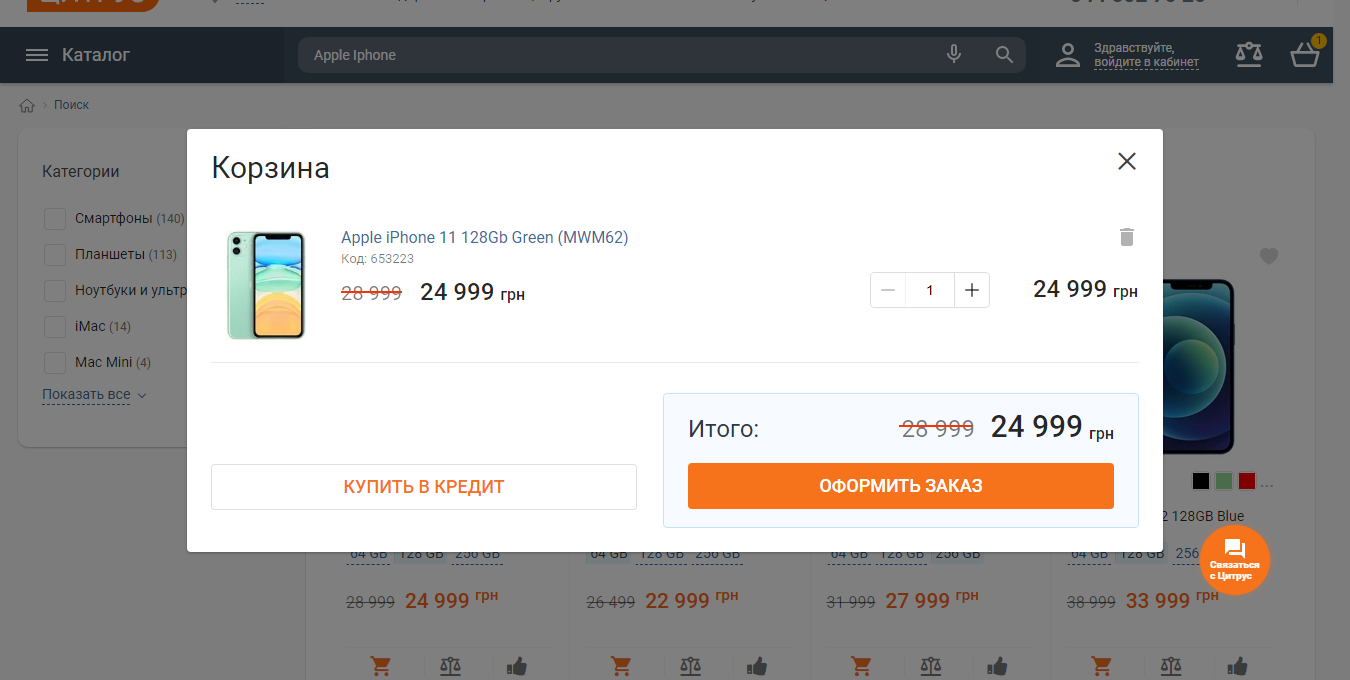 Каталог
Apple Iphone
Здравствуйте,
войдите в кабинет
1
Поиск
Категории
Смартфоны (140)
Планшеты (113)
Ноутбуки и ультр
iMac (14)
Mac Mini (4)
Показать все
Корзина
Apple iPhone 11 128Gb Green (MWM62)
Код: 653223
28 999 24 999 грн
1
24 999 грн
Итого: 28 999 24 999 грн
КУПИТЬ В КРЕДИТ
ОФОРМИТЬ ЗАКАЗ
...
2 128GB Blue
64 GB 128 GB 256 GB
64 GB 128 GB 256 GB
64 GB 128 GB 256 GB
64 GB 128 GB 256
Связаться
с Цитрус
28 999 24 999 грн
26 499 22 999 грн
31 999 27 999 грн
38 999 33 999 грн